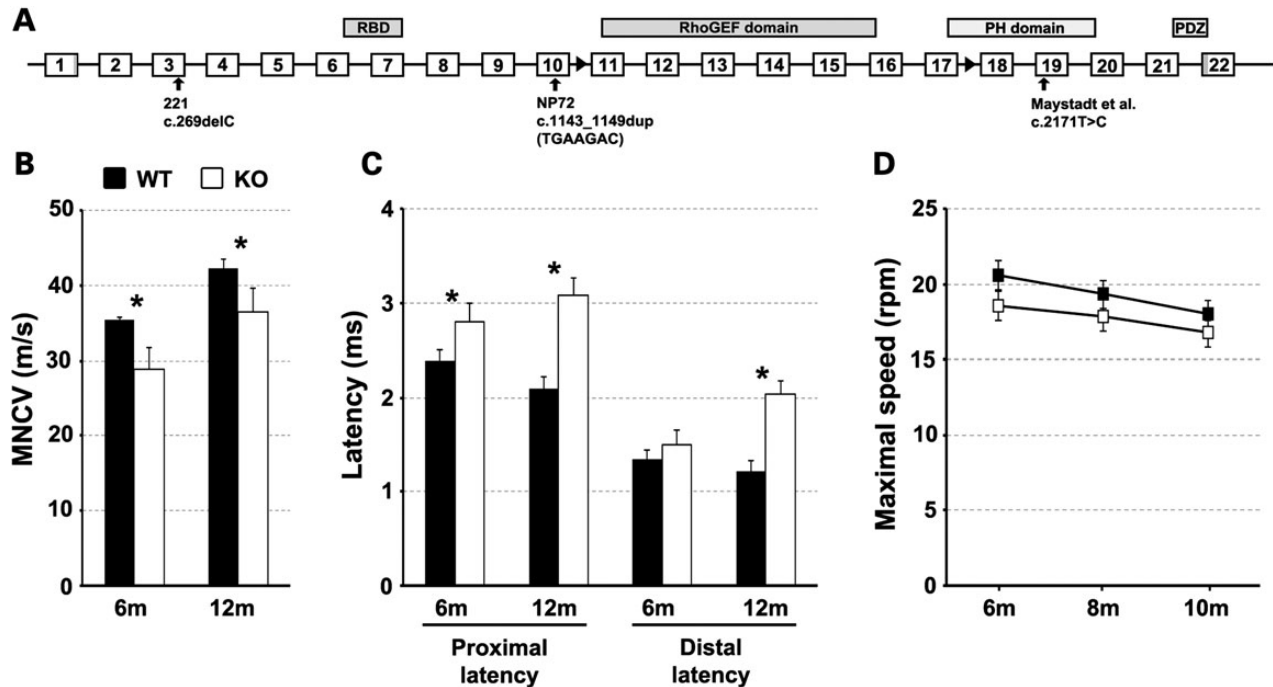 A
RBD
RhoGEF domain
PH domain
PDZ
1 2 3 4 5 6 7 8 9 10 11 12 13 14 15 16 17 18 19 20 21 22
221
c.269delC
NP72
c.1143_1149dup
(TGAAGAC)
Maystadt et al.
c.2171T>C
B
WT KO
MNCV (m/s)
50
40
30
20
10
0
*
*
6m 12m
C
Latency (ms)
4
3
2
1
0
*
*
*
6m 12m 6m 12m
Proximal
latency
Distal
latency
D
Maximal speed (rpm)
25
20
15
10
5
0
6m 8m 10m